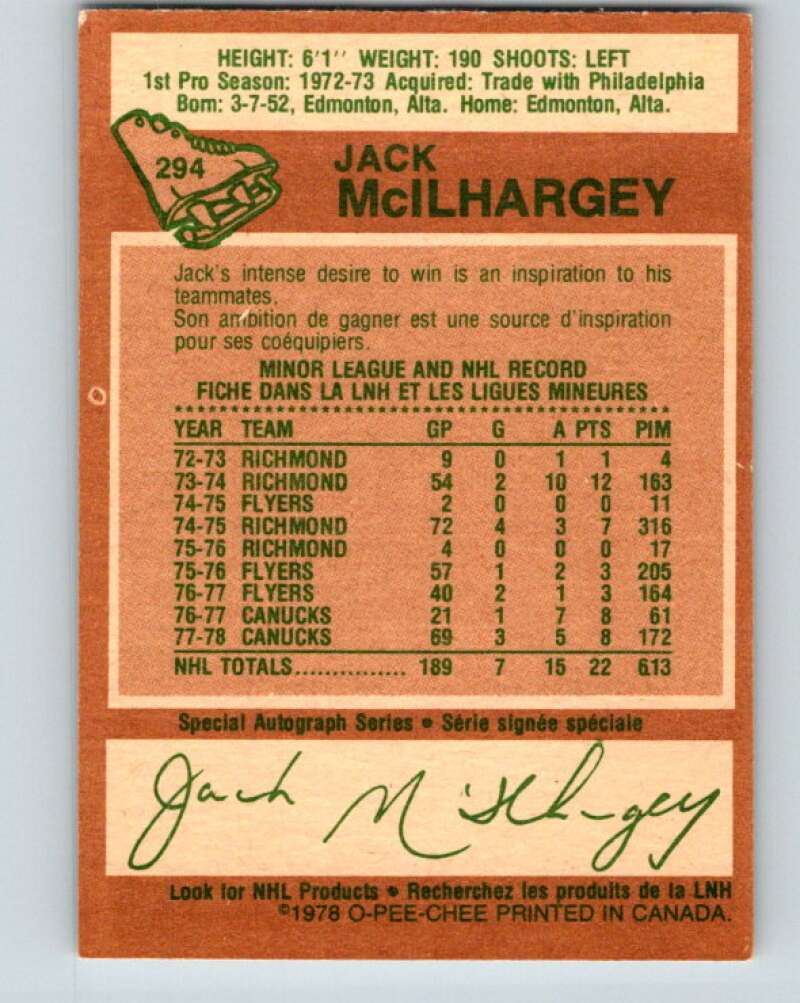 HEIGHT: 6'1'' WEIGHT: 190 SHOOTS: LEFT
1st Pro Season: 1972-73 Acquired: Trade with Philadelphia
Born: 3-7-52, Edmonton, Alta. Home: Edmonton, Alta.
294
JACK
McILHARGEY
Jack's intense desire to win is an inspiration to his
teammates.
Son ambition de gagner est une source d'inspiration
pour ses coéquipiers.
MINOR LEAGUE AND NHL RECORD
FICHE DANS LA LNH ET LES LIGUES MINEURES
YEAR TEAM GP G A PTS PIM
72-73 RICHMOND 9 0 1 1 4
73-74 RICHMOND 54 2 10 12 163
74-75 FLYERS 2 0 0 0 11
74-75 RICHMOND 72 4 3 7 316
75-76 RICHMOND 4 0 0 0 17
75-76 FLYERS 57 1 2 3 205
76-77 FLYERS 40 2 1 3 164
76-77 CANUCKS 21 1 7 8 61
77-78 CANUCKS 69 3 5 8 172
NHL TOTALS............... 189 7 15 22 613
Special Autograph Series • Série signée spéciale
Jack McIlhargey
Look for NHL Products • Recherchez les produits de la LNH
©1978 O-PEE-CHEE PRINTED IN CANADA.